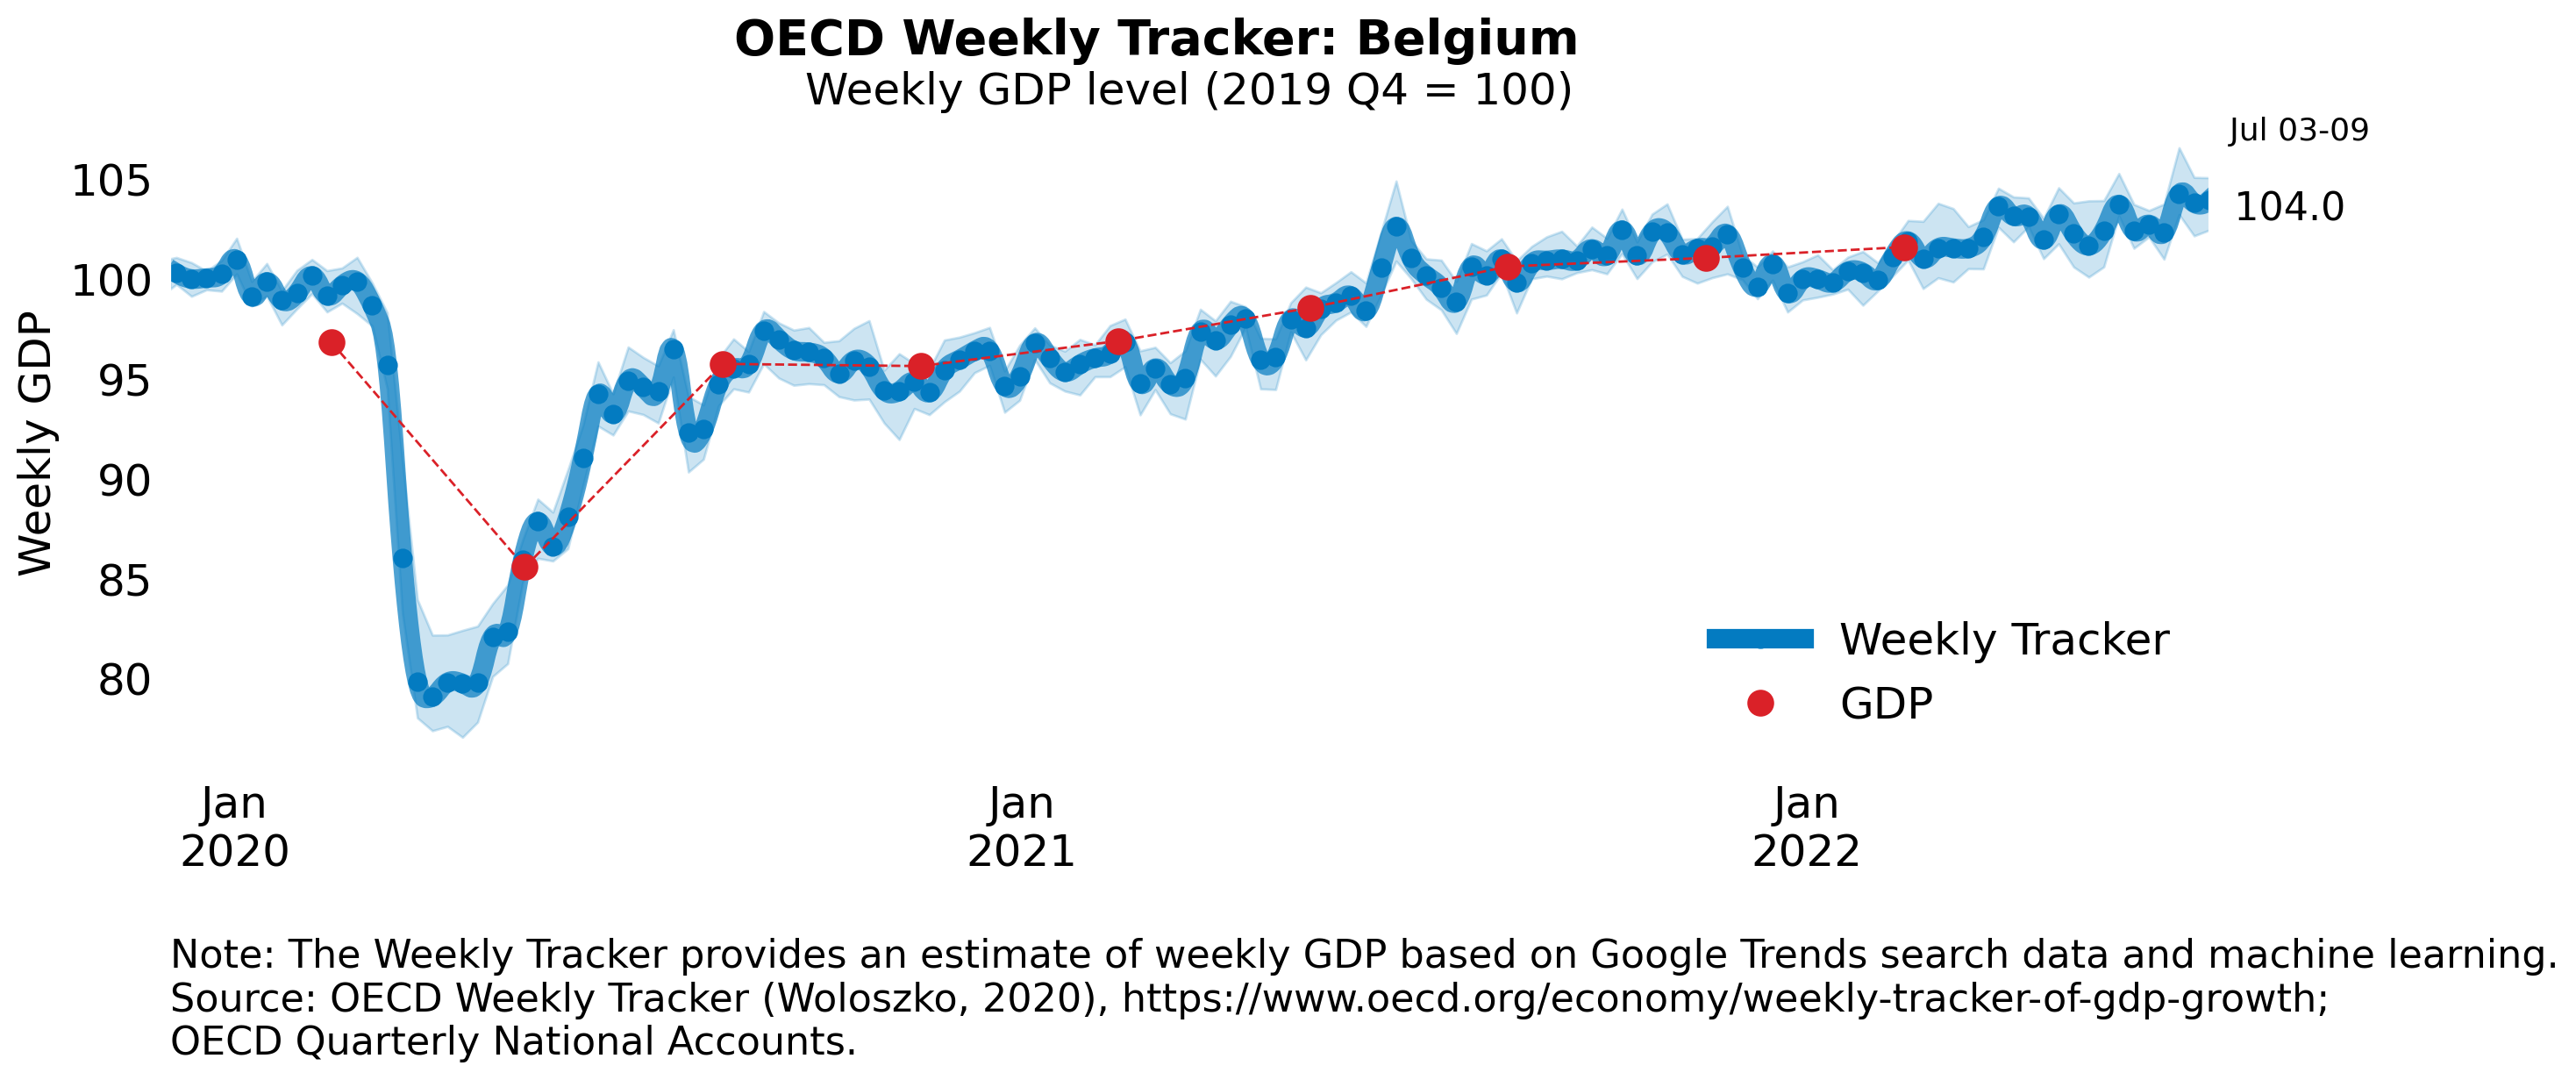 OECD Weekly Tracker: Belgium
Weekly GDP level (2019 Q4 = 100)
Jul 03-09
104.0
Weekly GDP
105
100
95
90
85
80
Weekly Tracker
GDP
Jan
2020
Jan
2021
Jan
2022
Note: The Weekly Tracker provides an estimate of weekly GDP based on Google Trends search data and machine learning.
Source: OECD Weekly Tracker (Woloszko, 2020), https://www.oecd.org/economy/weekly-tracker-of-gdp-growth;
OECD Quarterly National Accounts.